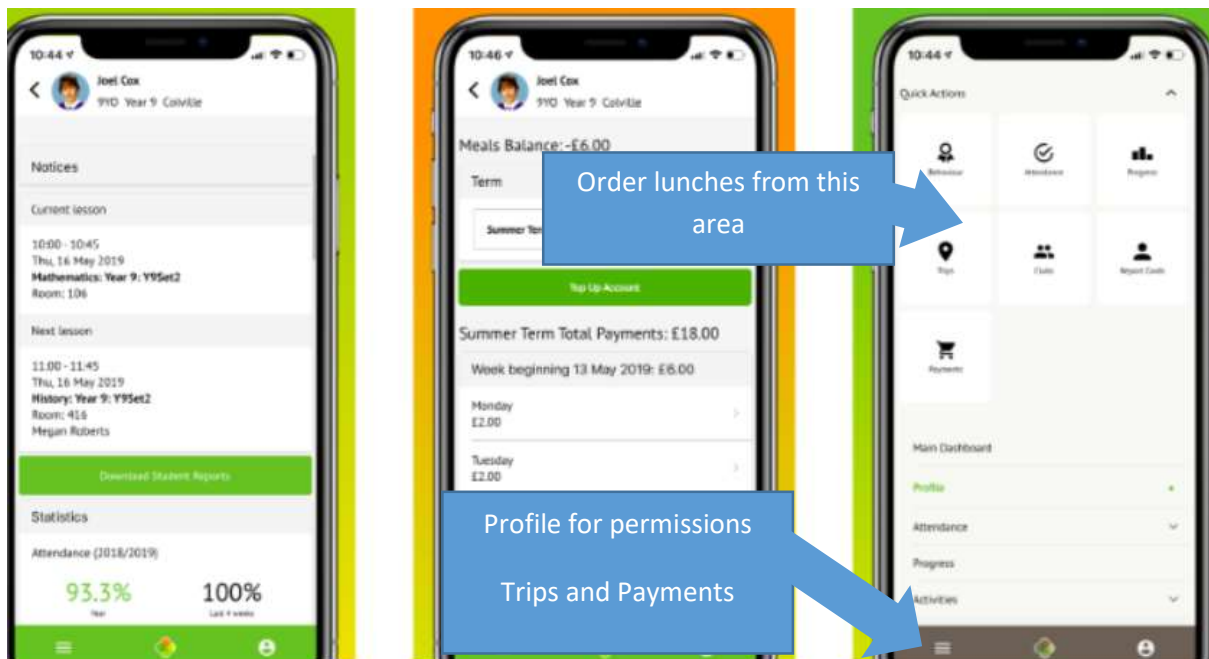 10:44
Joel Cox
9YO Year 9 Colville
Notices
Current lesson
10:00 - 10:45
Thu, 16 May 2019
Mathematics: Year 9: Y9Set2
Room: 106
Next lesson
11:00 - 11:45
Thu, 16 May 2019
History: Year 9: Y9Set2
Room: 416
Megan Roberts
Download Student Reports
Statistics
Attendance (2018/2019)
93.3% 100%
Year Last 4 weeks
10:46
Joel Cox
9YO Year 9 Colville
Meals Balance: -£6.00
Term
Summer
Top Up Account
Summer Term Total Payments: £18.00
Week beginning 13 May 2019: £6.00
Monday
£2.00
Tuesday
£2.00
Order lunches from this
area
Profile for permissions
Trips and Payments
10:44
Quick Actions
Behaviour Attendance Progress
Trips Clubs Report Cards
Payments
Main Dashboard
Profile
Attendance
Progress
Activities